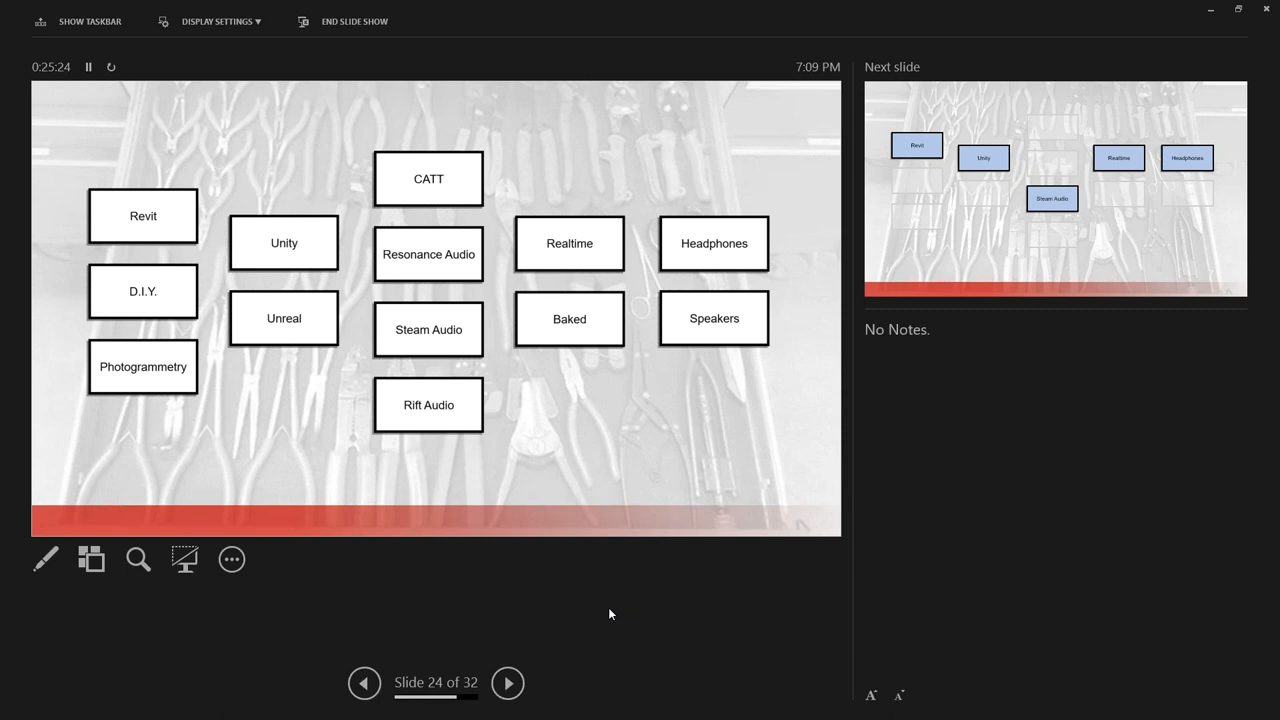 SHOW TASKBAR
DISPLAY SETTINGS ▼
END SLIDE SHOW
0:25:24
7:09 PM
Revit
D.I.Y.
Photogrammetry
Unity
Unreal
CATT
Resonance Audio
Steam Audio
Rift Audio
Realtime
Baked
Headphones
Speakers
Slide 24 of 32
Next slide
Revit
Unity
Steam Audio
Realtime
Headphones
No Notes.
A A